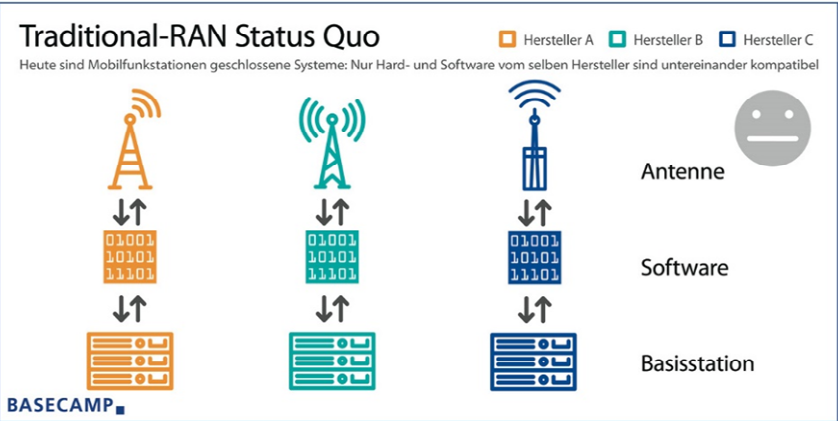 Traditional-RAN Status Quo
Hersteller A
Hersteller B
Hersteller C
Heute sind Mobilfunkstationen geschlossene Systeme: Nur Hard- und Software vom selben Hersteller sind untereinander kompatibel
Antenne
01001 01001 01001
10101 10101 10101
11101 11101 11101
Software
Basisstation
BASECAMP